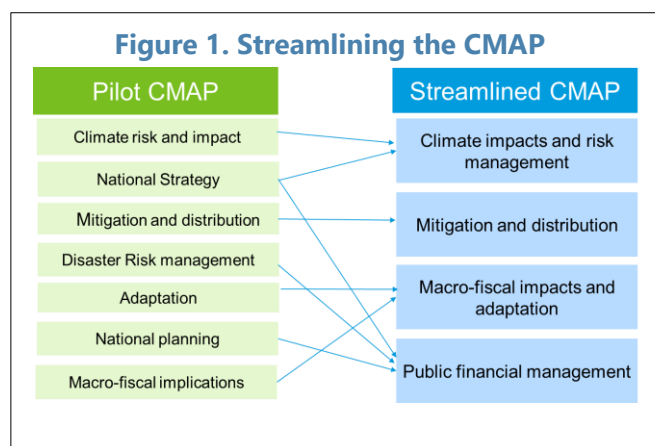 Figure 1. Streamlining the CMAP
Pilot CMAP
Climate risk and impact
National Strategy
Mitigation and distribution
Disaster Risk management
Adaptation
National planning
Macro-fiscal implications
Streamlined CMAP
Climate impacts and risk
management
Mitigation and distribution
Macro-fiscal impacts and
adaptation
Public financial management